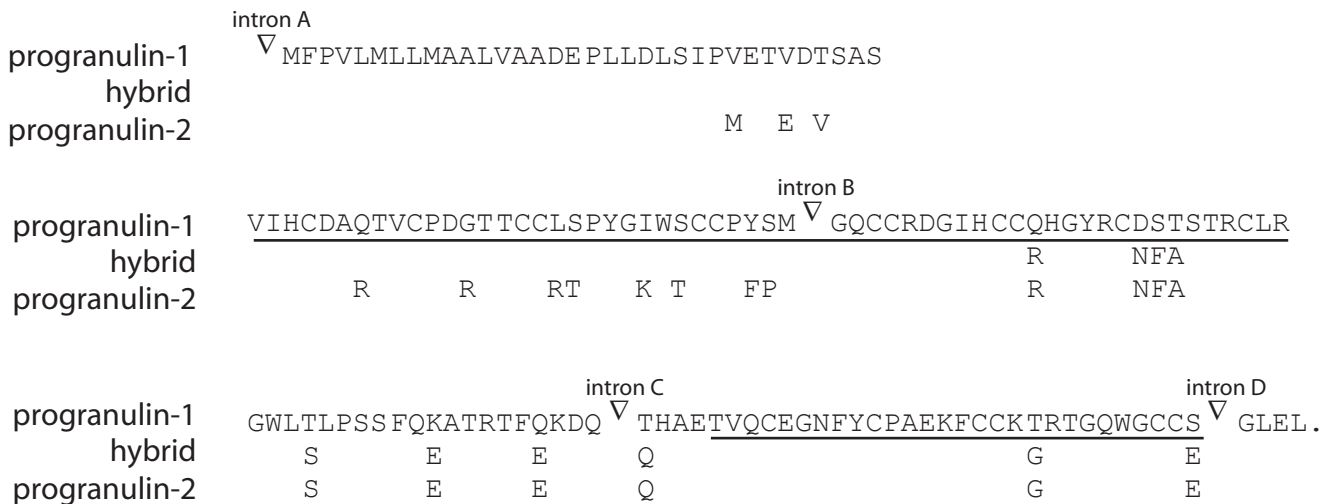 intron A
progranulin-1 ▽ MFPVLMLLMAALVAADEPLLDLSIPVETVDTSAS
hybrid
progranulin-2 M E V
intron B
progranulin-1 VIHCDAQTVCPDGTTCCLSPYGIWSCCPYSM ▽ GQCCRDGIHCCQHGYRCDSTSTRCLR
hybrid R NFA
progranulin-2 R R RT K T FP R NFA
intron C intron D
progranulin-1 GWLTLPSSFQKATRTFQKDQ ▽ THAETVQCEGNFYCPAEKFCCKTRTGQWGCCS ▽ GLEL.
hybrid S E E Q G E
progranulin-2 S E E Q G E